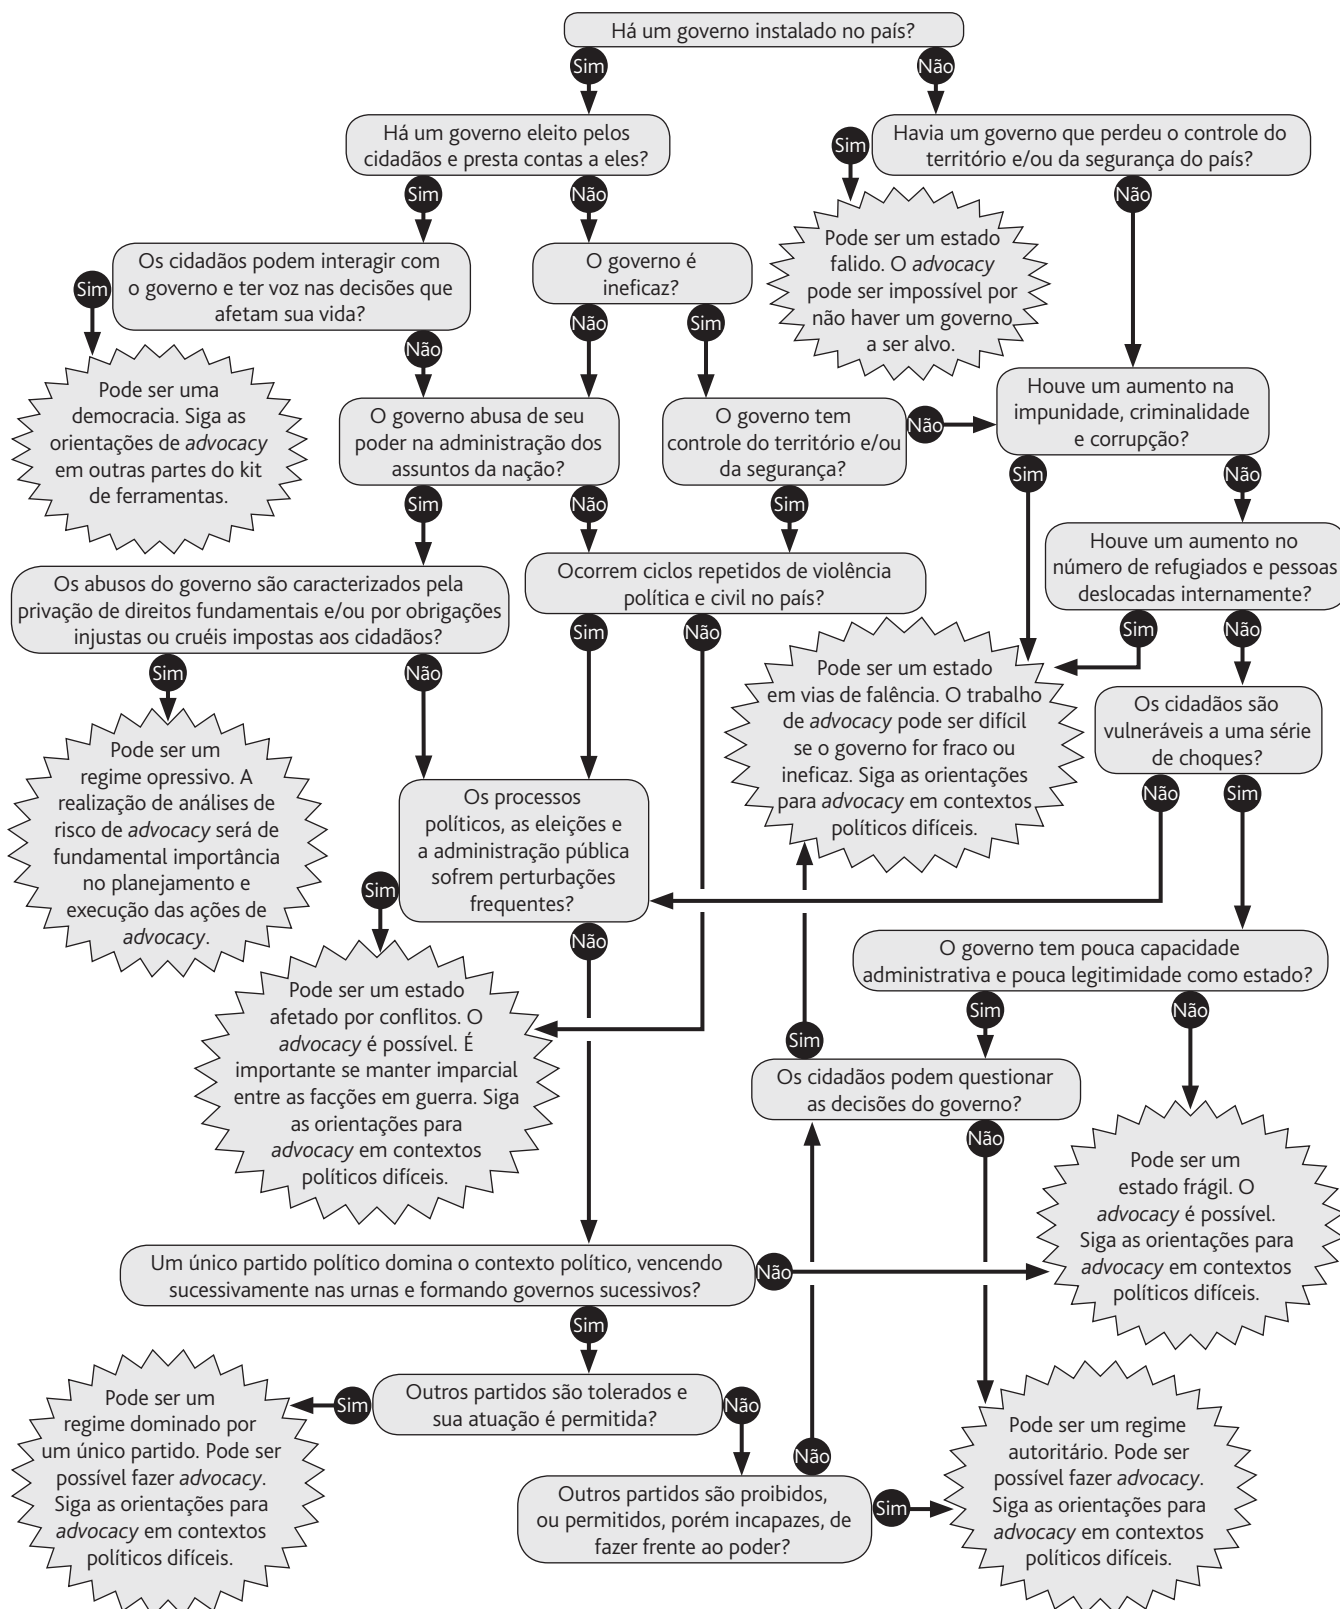 Há um governo instalado no país?
Sim
Não
Há um governo eleito pelos
cidadãos e presta contas a eles?
Sim
Havia um governo que perdeu o controle do
território e/ou da segurança do país?
Sim
Não
Não
Pode ser um estado
falido. O advocacy
pode ser impossível por
não haver um governo
a ser alvo.
Os cidadãos podem interagir com
o governo e ter voz nas decisões que
afetam sua vida?
Sim
O governo é
ineficaz?
Não
Não
Sim
Pode ser uma
democracia. Siga as
orientações de advocacy
em outras partes do kit
de ferramentas.
O governo abusa de seu
poder na administração dos
assuntos da nação?
O governo tem
controle do território e/ou
da segurança?
Não
Houve um aumento na
impunidade, criminalidade
e corrupção?
Sim
Não
Sim
Não
Sim
Houve um aumento no
número de refugiados e pessoas
deslocadas internamente?
Os abusos do governo são caracterizados pela
privação de direitos fundamentais e/ou por obrigações
injustas ou cruéis impostas aos cidadãos?
Ocorrem ciclos repetidos de violência
política e civil no país?
Sim
Não
Sim
Não
Sim
Não
Pode ser um estado
em vias de falência. O trabalho
de advocacy pode ser difícil
se o governo for fraco ou
ineficaz. Siga as orientações
para advocacy em contextos
políticos difíceis.
Os cidadãos são
vulneráveis a uma série
de choques?
Não
Sim
Pode ser um
regime opressivo. A
realização de análises de
risco de advocacy será de
fundamental importância
no planejamento e
execução das ações de
advocacy.
Os processos
políticos, as eleições e
a administração pública
sofrem perturbações
frequentes?
Sim
Não
O governo tem pouca capacidade
administrativa e pouca legitimidade como estado?
Sim
Não
Pode ser um estado
afetado por conflitos. O
advocacy é possível. É
importante se manter imparcial
entre as facções em guerra. Siga
as orientações para
advocacy em contextos
políticos difíceis.
Sim
Os cidadãos podem questionar
as decisões do governo?
Não
Pode ser um
estado frágil. O
advocacy é possível.
Siga as orientações para
advocacy em contextos
políticos difíceis.
Um único partido político domina o contexto político, vencendo
sucessivamente nas urnas e formando governos sucessivos?
Não
Sim
Outros partidos são tolerados e
sua atuação é permitida?
Sim
Não
Pode ser um
regime dominado por
um único partido. Pode ser
possível fazer advocacy.
Siga as orientações para
advocacy em contextos
políticos difíceis.
Não
Outros partidos são proibidos,
ou permitidos, porém incapazes, de
fazer frente ao poder?
Sim
Pode ser um regime
autoritário. Pode ser
possível fazer advocacy.
Siga as orientações para
advocacy em contextos
políticos difíceis.